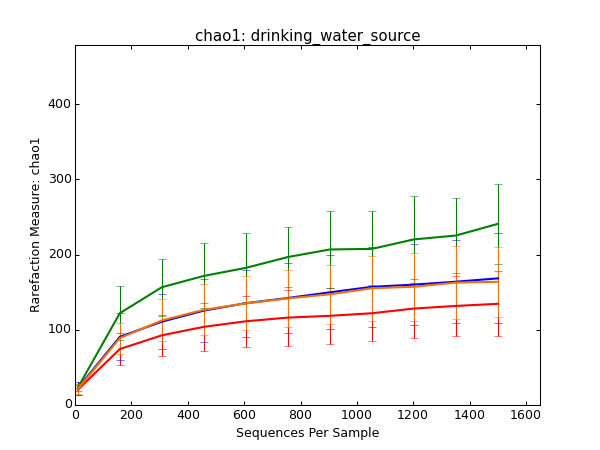 chao1: drinking_water_source
Rarefaction Measure: chao1
400
300
200
100
0
0 200 400 600 800 1000 1200 1400 1600
Sequences Per Sample